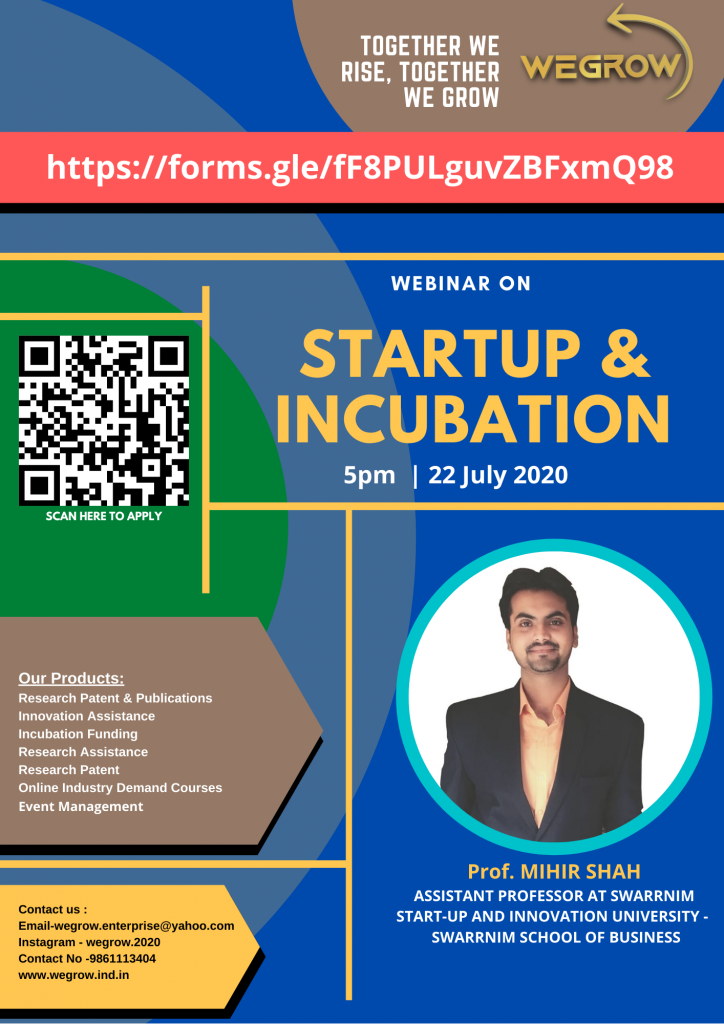 TOGETHER WE
RISE, TOGETHER
WE GROW
WEGROW
https://forms.gle/fF8PULguvZBFxmQ98
WEBINAR ON
STARTUP &
INCUBATION
5pm | 22 July 2020
SCAN HERE TO APPLY
Our Products:
Research Patent & Publications
Innovation Assistance
Incubation Funding
Research Assistance
Research Patent
Online Industry Demand Courses
Event Management
Prof. MIHIR SHAH
ASSISTANT PROFESSOR AT SWARRNIM
START-UP AND INNOVATION UNIVERSITY -
SWARRNIM SCHOOL OF BUSINESS
Contact us :
Email-wegrow.enterprise@yahoo.com
Instagram - wegrow.2020
Contact No -9861113404
www.wegrow.ind.in